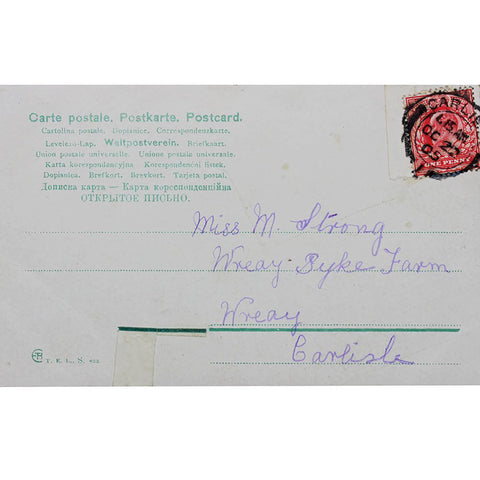 Carte postale. Postkarte. Postcard.
Cartolina postale. Dopisnice. Correspondenzkarte.
Levelező-Lap. Weltpostverein. Briefkaart.
Union postale universelle. Unione postale universale.
Karta korespondencyjna Korespondenční lístek.
Dopisnica. Brefkort. Brevkort. Tarjeta postal.
Дописна карта — Карта кореспонденційна
ОТКРЫТОЕ ПИСЬМО.
CARLISLE
ONE PENNY
Miss M. Strong
Wreay Syke Farm
Wreay
Carlisle
T. E. L., S.